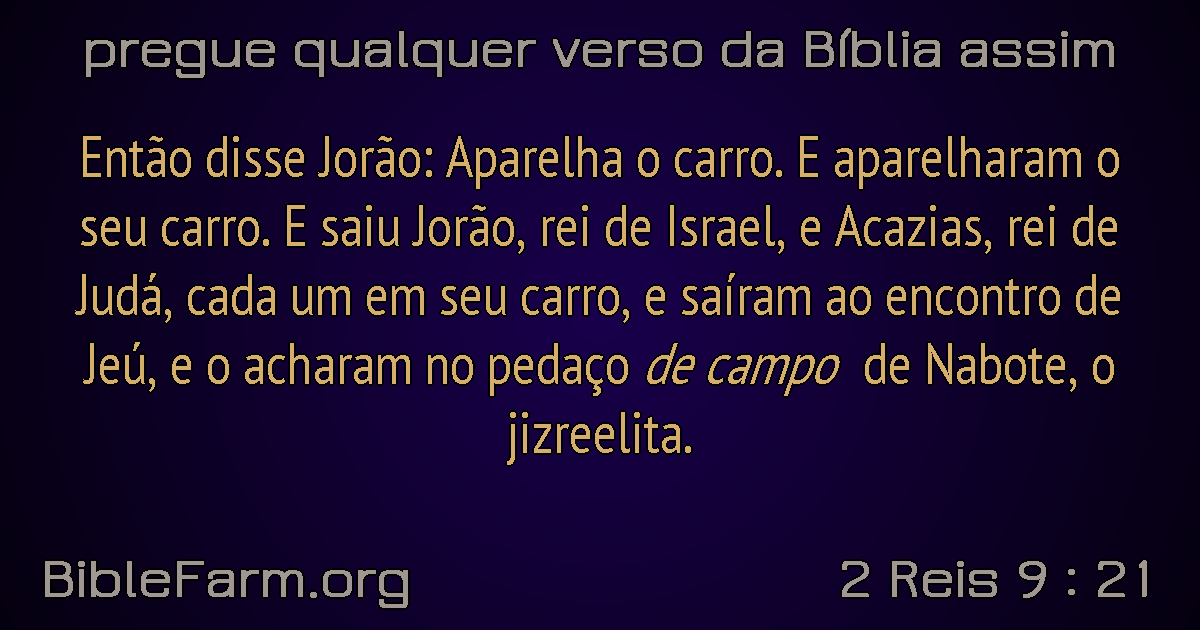 pregue qualquer verso da Bíblia assim
Então disse Jorão: Aparelha o carro. E aparelharam o
seu carro. E saiu Jorão, rei de Israel, e Acazias, rei de
Judá, cada um em seu carro, e saíram ao encontro de
Jeú, e o acharam no pedaço de campo de Nabote, o
jizreelita.
BibleFarm.org
2 Reis 9 : 21